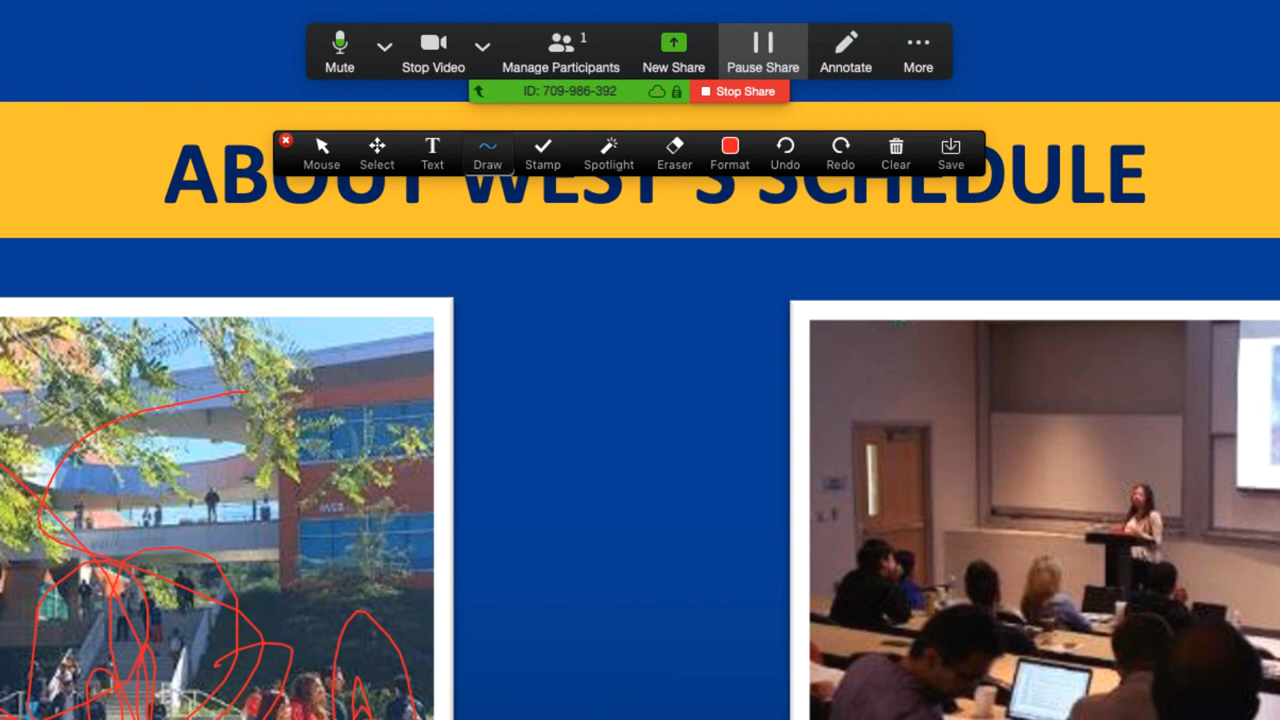 1
Mute Stop Video Manage Participants New Share Pause Share Annotate More
ID: 709-986-392 Stop Share
Mouse Select Text Draw Stamp Spotlight Eraser Format Undo Redo Clear Save
ABOUT WEST'S SCHEDULE